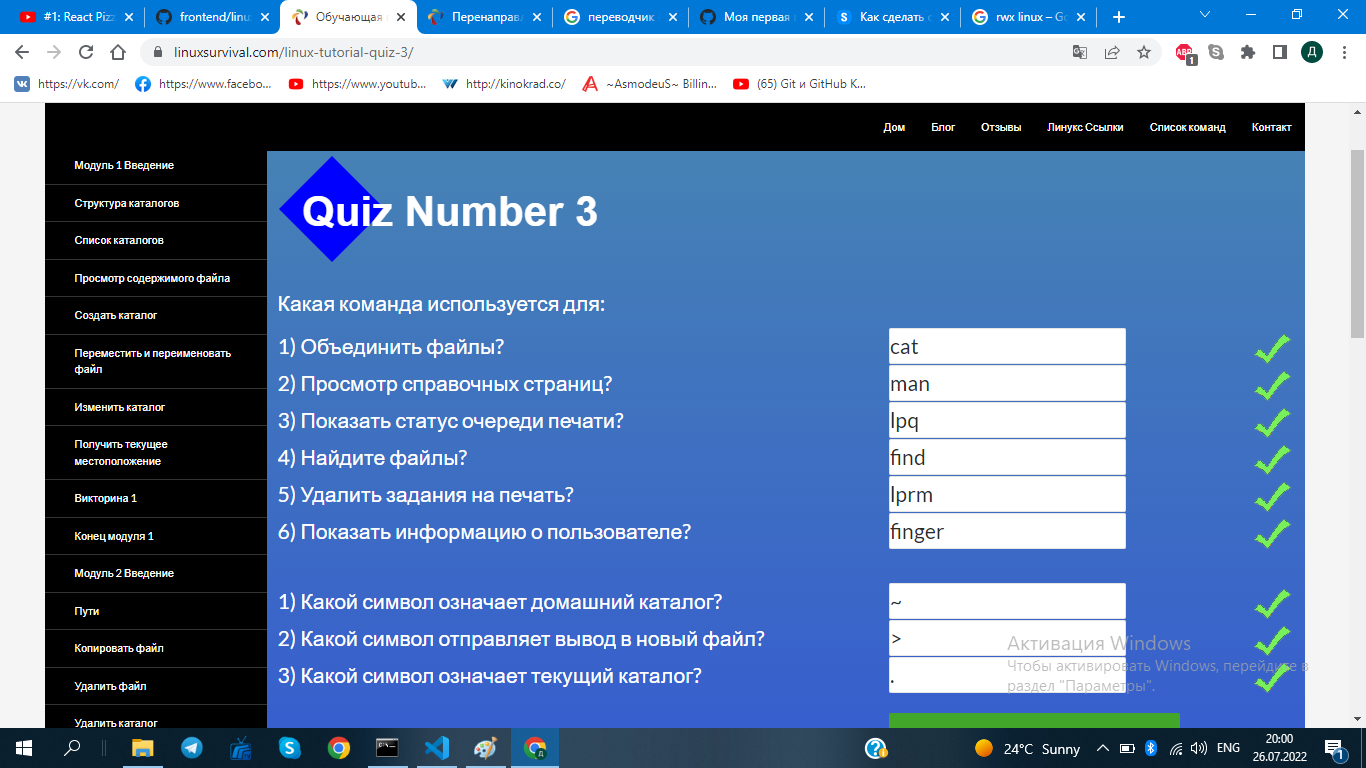 #1: React Pizz
frontend/linu
Обучающая
Перенаправл
переводчик
Моя первая
Как сделать с
rwx linux – Go
linuxsurvival.com/linux-tutorial-quiz-3/
ABP
1
Д
https://vk.com/
https://www.facebo...
https://www.youtub...
http://kinokrad.co/
~AsmodeuS~ Billin...
(65) Git и GitHub К...
Дом
Блог
Отзывы
Линукс Ссылки
Список команд
Контакт
Модуль 1 Введение
Структура каталогов
Список каталогов
Просмотр содержимого файла
Создать каталог
Переместить и переименовать
файл
Изменить каталог
Получить текущее
местоположение
Викторина 1
Конец модуля 1
Модуль 2 Введение
Пути
Копировать файл
Удалить файл
Удалить каталог
Quiz Number 3
Какая команда используется для:
1) Объединить файлы?
cat
2) Просмотр справочных страниц?
man
3) Показать статус очереди печати?
lpq
4) Найдите файлы?
find
5) Удалить задания на печать?
lprm
6) Показать информацию о пользователе?
finger
1) Какой символ означает домашний каталог?
~
2) Какой символ отправляет вывод в новый файл?
>
3) Какой символ означает текущий каталог?
.
Активация Windows
Чтобы активировать Windows, перейдите в
раздел "Параметры".
24°C Sunny
ENG
20:00
26.07.2022
1